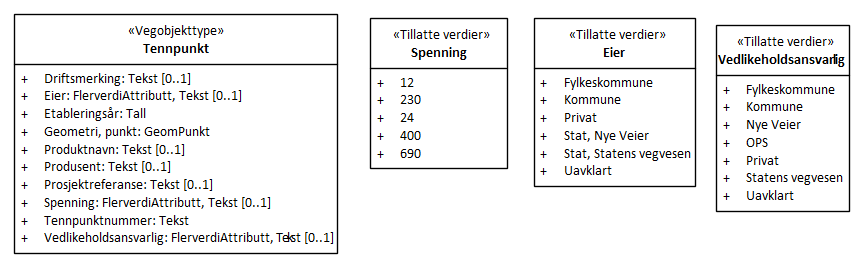 «Vegobjekttype»
Tennpunkt
+ Driftsmerking: Tekst [0..1]
+ Eier: FlerverdiAttributt, Tekst [0..1]
+ Etableringsår: Tall
+ Geometri, punkt: GeomPunkt
+ Produktnavn: Tekst [0..1]
+ Produsent: Tekst [0..1]
+ Prosjektreferanse: Tekst [0..1]
+ Spenning: FlerverdiAttributt, Tekst [0..1]
+ Tennpunktnummer: Tekst
+ Vedlikeholdsansvarlig: FlerverdiAttributt, Tekst [0..1]
«Tillatte verdier»
Spenning
+ 12
+ 230
+ 24
+ 400
+ 690
«Tillatte verdier»
Eier
+ Fylkeskommune
+ Kommune
+ Privat
+ Stat, Nye Veier
+ Stat, Statens vegvesen
+ Uavklart
«Tillatte verdier»
Vedlikeholdsansvarlig
+ Fylkeskommune
+ Kommune
+ Nye Veier
+ OPS
+ Privat
+ Statens vegvesen
+ Uavklart